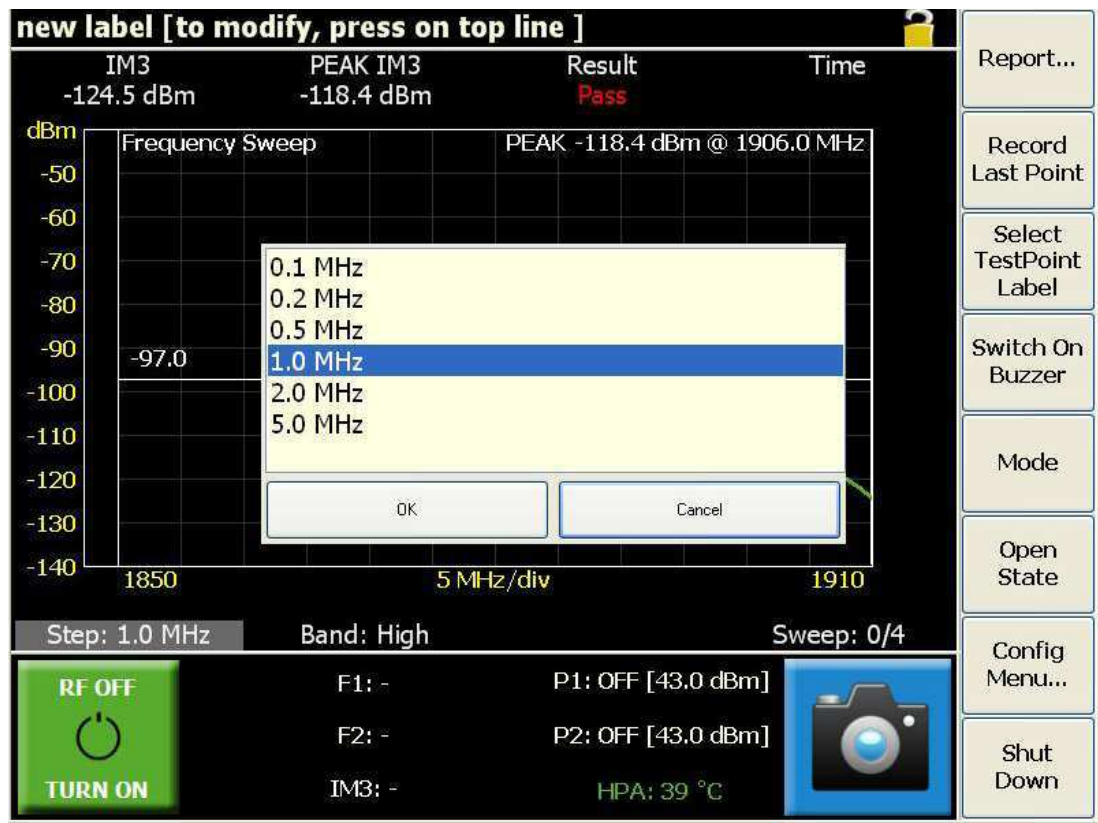 new label [to modify, press on top line ]
IM3 PEAK IM3 Result Time
-124.5 dBm -118.4 dBm Pass
dBm
Frequency Sweep PEAK -118.4 dBm @ 1906.0 MHz
-50
-60
-70
-80
-90
-97.0
-100
-110
-120
-130
-140
1850 5 MHz/div 1910
0.1 MHz
0.2 MHz
0.5 MHz
1.0 MHz
2.0 MHz
5.0 MHz
OK Cancel
Step: 1.0 MHz Band: High Sweep: 0/4
RF OFF
TURN ON
F1: - P1: OFF [43.0 dBm]
F2: - P2: OFF [43.0 dBm]
IM3: - HPA: 39 °C
Report...
Record
Last Point
Select
TestPoint
Label
Switch On
Buzzer
Mode
Open
State
Config
Menu...
Shut
Down